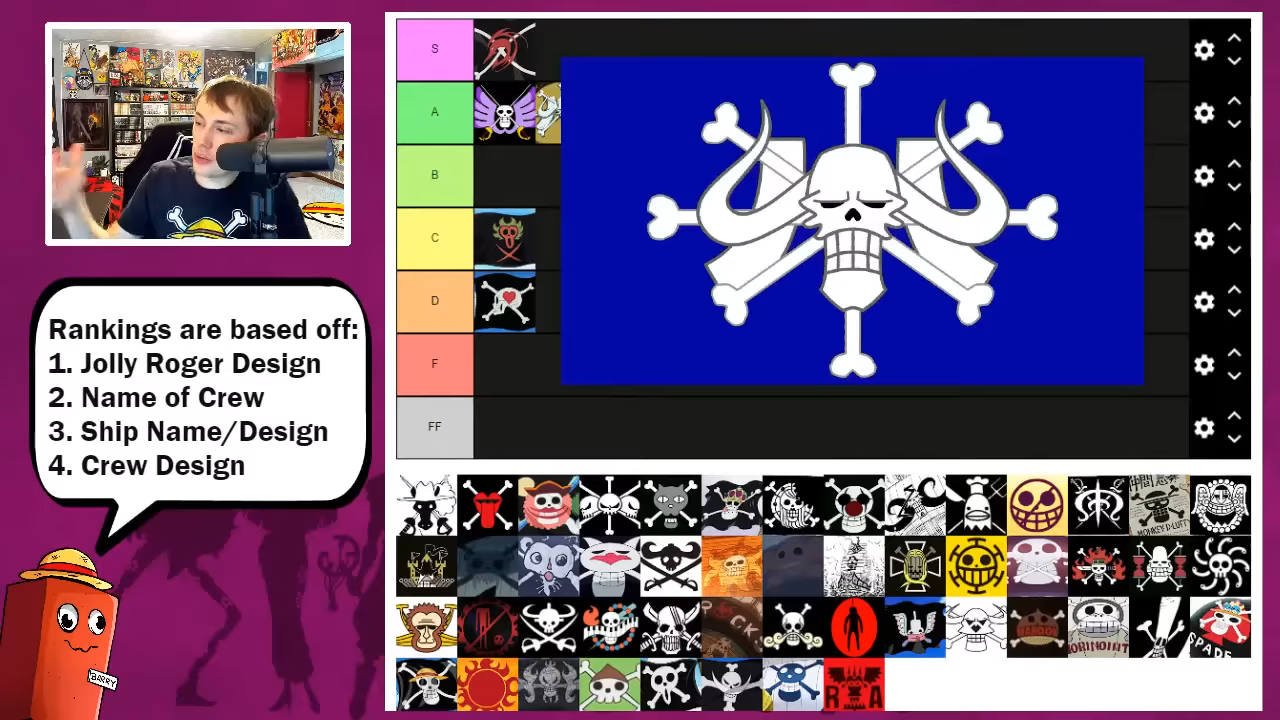 S
A
B
C
D
F
FF
Rankings are based off:
1. Jolly Roger Design
2. Name of Crew
3. Ship Name/Design
4. Crew Design
BARRY
MONKEY·D·LUFFY
CK
SPADE
R A